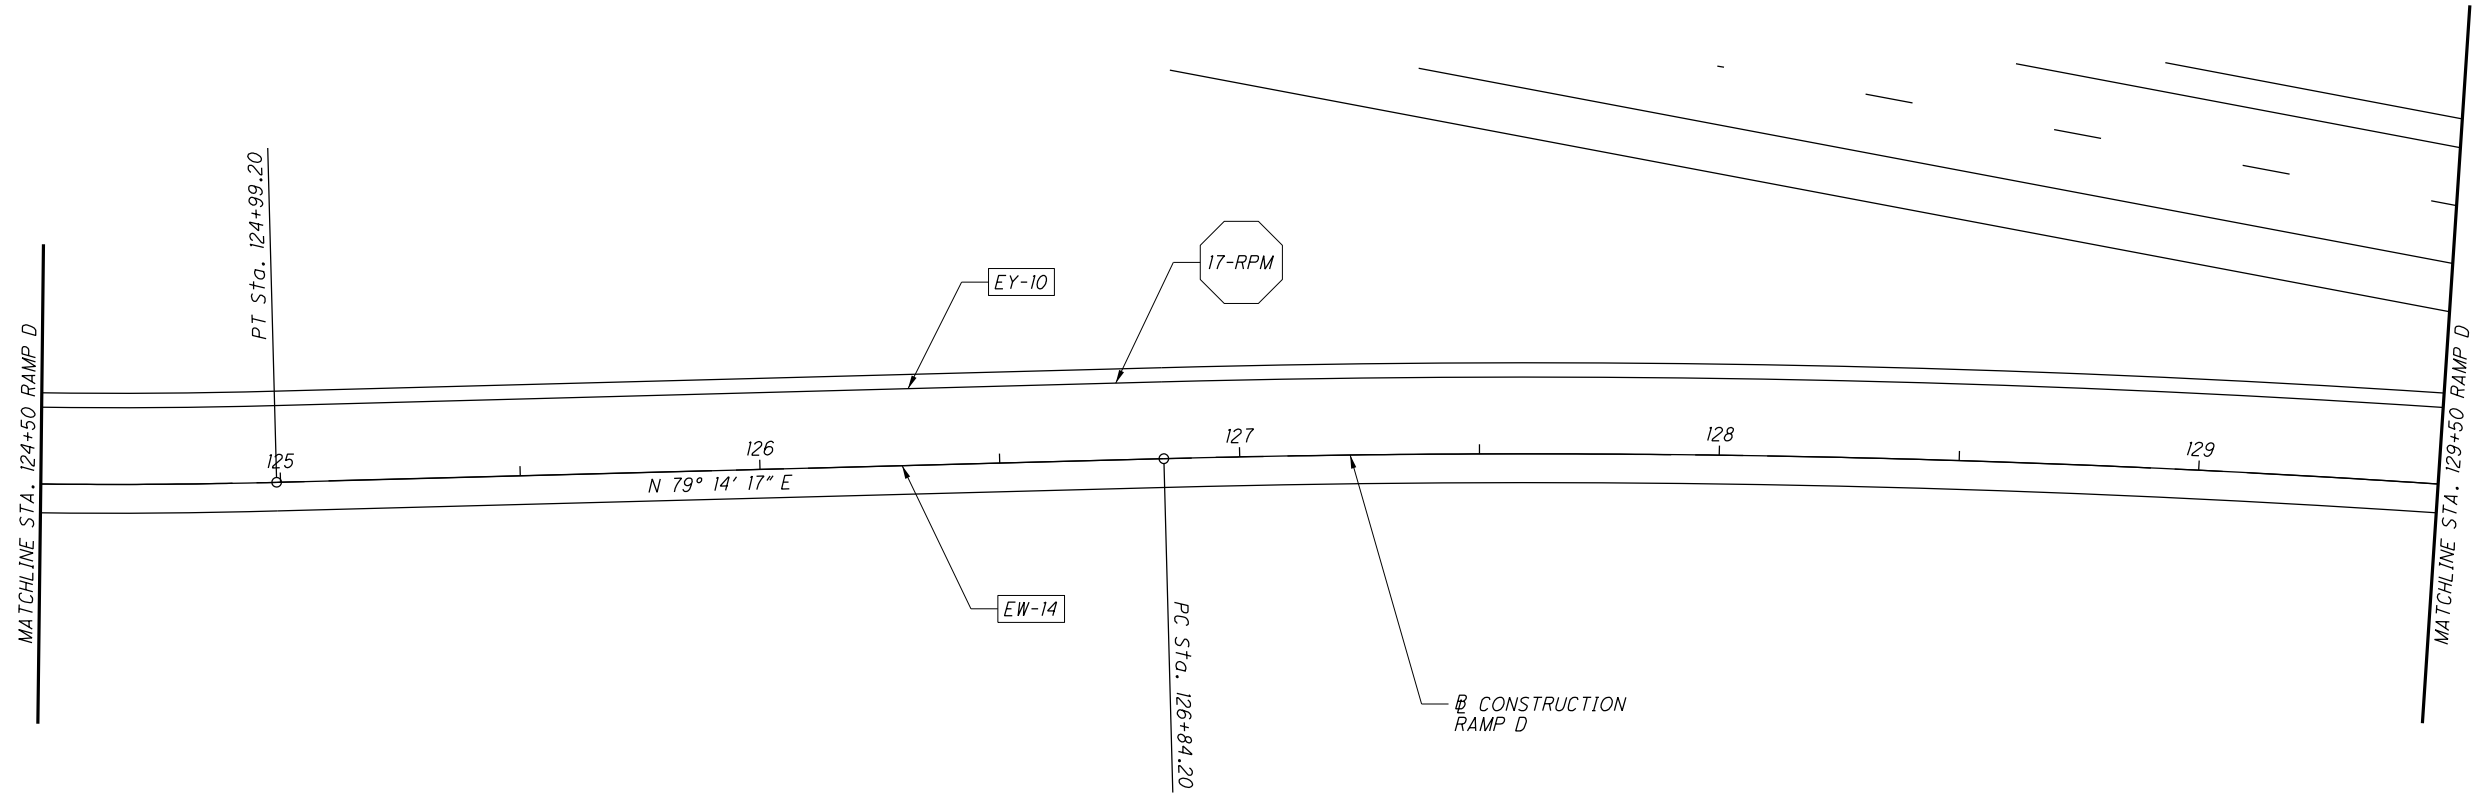 MATCHLINE STA. 124+50 RAMP D
PT Sta. 124+99.20
EY-10
17-RPM
125
126
127
128
129
N 79° 14' 17" E
EW-14
PC Sta. 126+84.20
℄ CONSTRUCTION
RAMP D
MATCHLINE STA. 129+50 RAMP D